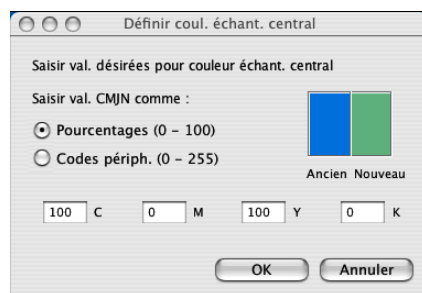 Définir coul. échant. central
Saisir val. désirées pour couleur échant. central
Saisir val. CMJN comme :
Pourcentages (0 – 100)
Codes périph. (0 – 255)
Ancien Nouveau
100 C 0 M 100 Y 0 K
OK Annuler